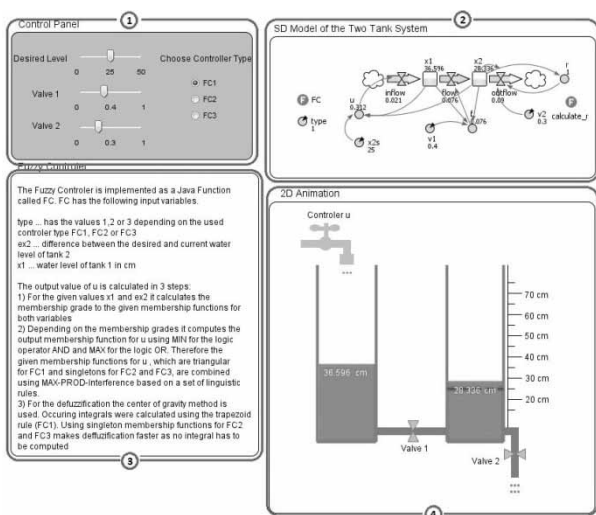 Control Panel
1
Desired Level
0 25 50
Valve 1
0 0.4 1
Valve 2
0 0.3 1
Choose Controller Type
FC1
FC2
FC3
2
SD Model of the Two Tank System
x1
36.596
x2
28.336
r
inflow
0.021
flow
0.076
outflow
0.09
F FC
type
1
u
0.312
x2s
25
v1
0.4
0.076
v2
0.3
F
calculate_r
Fuzzy Controler
The Fuzzy Controler is implemented as a Java Function
called FC. FC has the following input variables.
type ... has the values 1,2 or 3 depending on the used
controler type FC1, FC2 or FC3
ex2 ... difference between the desired and current water
level of tank 2
x1 ... water level of tank 1 in cm
The output value of u is calculated in 3 steps:
1) For the given values x1 and ex2 it calculates the
membership grade to the given membership functions for
both variables
2) Depending on the membership grades it computes the
output membership function for u using MIN for the logic
operator AND and MAX for the logic OR. Therefore the
given membership functions for u , which are triangular
for FC1 and singletons for FC2 and FC3, are combined
using MAX-PROD-Interference based on a set of linguistic
rules.
3) For the defuzzification the center of gravity method is
used. Occuring integrals were calculated using the trapezoid
rule (FC1). Using singleton membership functions for FC2
and FC3 makes deffuzification faster as no integral has to
be computed
3
2D Animation
Controler u
70 cm
60 cm
50 cm
40 cm
30 cm
20 cm
36.596 cm
28.336 cm
Valve 1
Valve 2
4